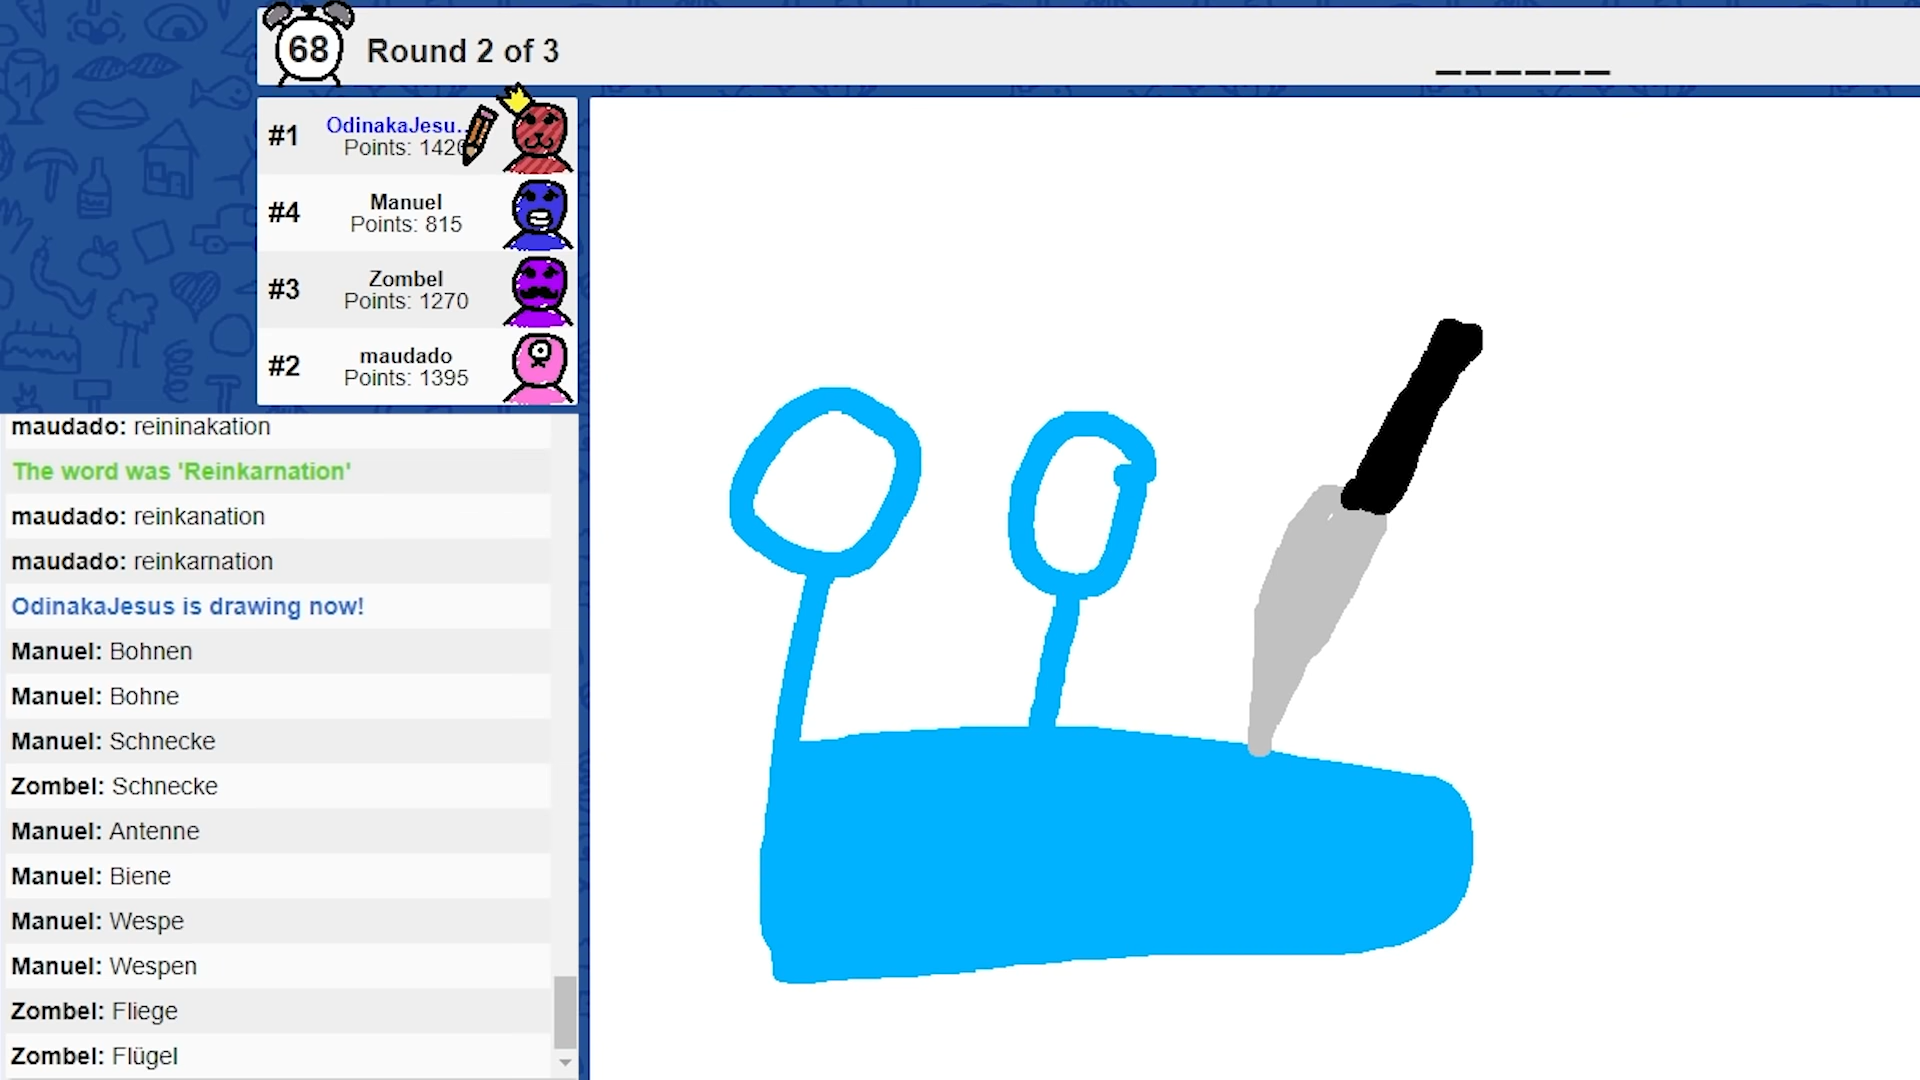 68
Round 2 of 3
______
#1
OdinakaJesu...
Points: 1426
#4
Manuel
Points: 815
#3
Zombel
Points: 1270
#2
maudado
Points: 1395
maudado: reininakation
The word was 'Reinkarnation'
maudado: reinkanation
maudado: reinkarnation
OdinakaJesus is drawing now!
Manuel: Bohnen
Manuel: Bohne
Manuel: Schnecke
Zombel: Schnecke
Manuel: Antenne
Manuel: Biene
Manuel: Wespe
Manuel: Wespen
Zombel: Fliege
Zombel: Flügel